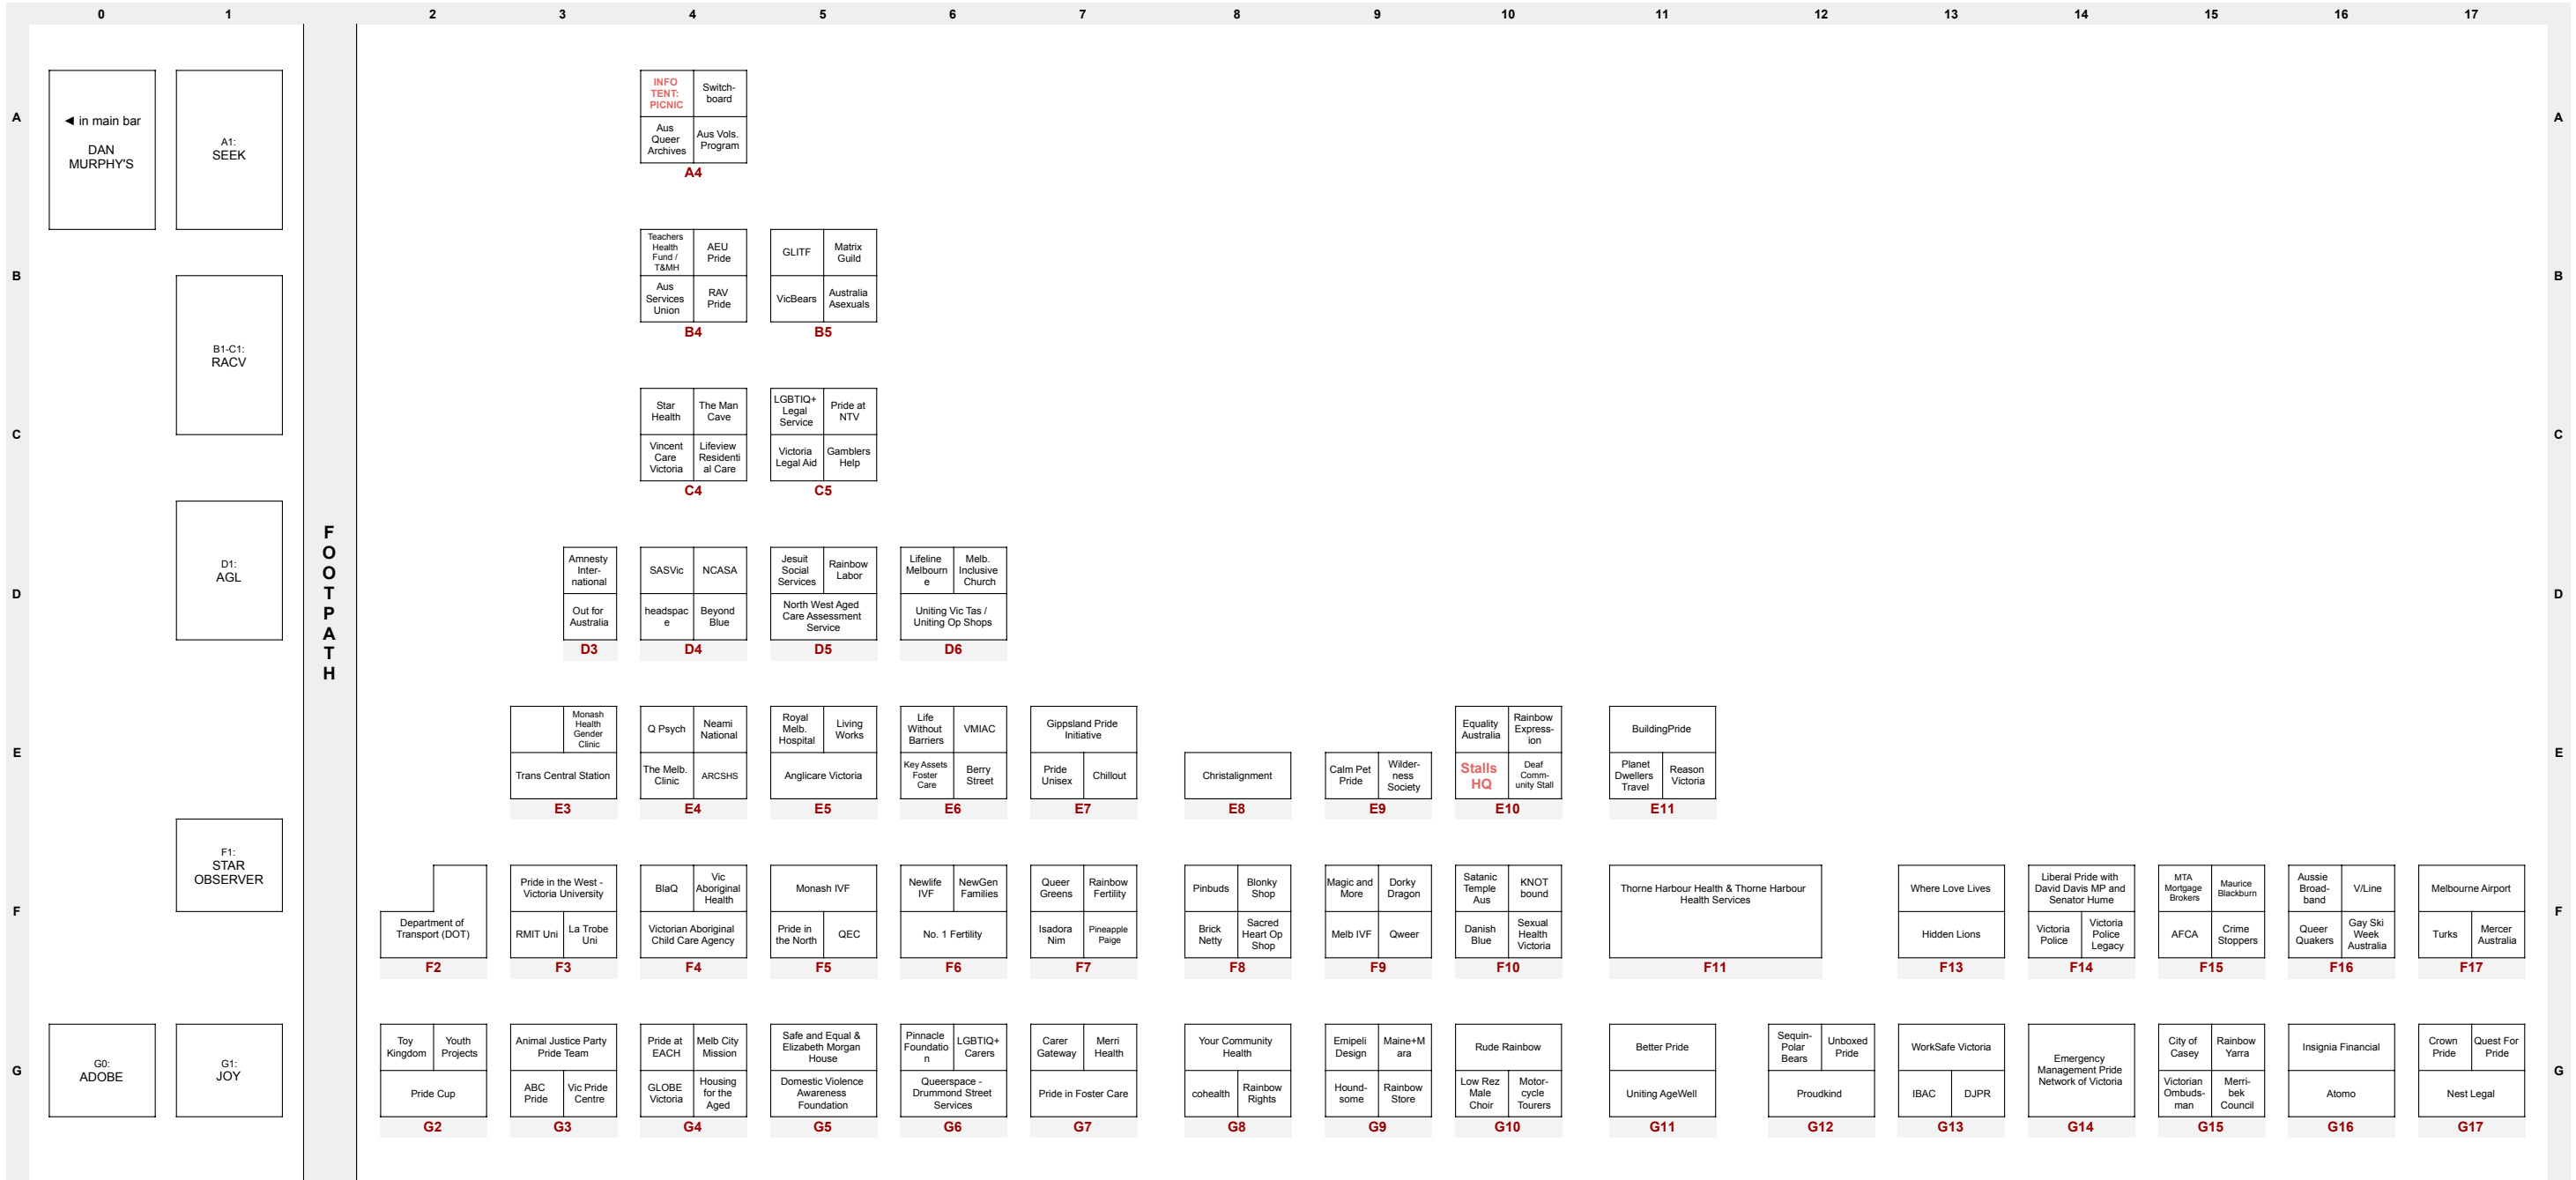 0 1 2 3 4 5 6 7 8 9 10 11 12 13 14 15 16 17
A
◄ in main bar
DAN
MURPHY'S
A1:
SEEK
INFO
TENT:
PICNIC
Switch-
board
Aus
Queer
Archives
Aus Vols.
Program
A4
A
B
B1-C1:
RACV
Teachers
Health
Fund /
T&MH
AEU
Pride
Aus
Services
Union
RAV
Pride
B4
GLITF
Matrix
Guild
VicBears
Australia
Asexuals
B5
B
C
Star
Health
The Man
Cave
Vincent
Care
Victoria
Lifeview
Residenti
al Care
C4
LGBTIQ+
Legal
Service
Pride at
NTV
Victoria
Legal Aid
Gamblers
Help
C5
C
D
D1:
AGL
F
O
O
T
P
A
T
H
Amnesty
Inter-
national
Out for
Australia
D3
SASVic
NCASA
headspac
e
Beyond
Blue
D4
Jesuit
Social
Services
Rainbow
Labor
North West Aged
Care Assessment
Service
D5
Lifeline
Melbourn
e
Melb.
Inclusive
Church
Uniting Vic Tas /
Uniting Op Shops
D6
D
E
Monash
Health
Gender
Clinic
Trans Central Station
E3
Q Psych
Neami
National
The Melb.
Clinic
ARCSHS
E4
Royal
Melb.
Hospital
Living
Works
Anglicare Victoria
E5
Life
Without
Barriers
VMIAC
Key Assets
Foster
Care
Berry
Street
E6
Gippsland Pride
Initiative
Pride
Unisex
Chillout
E7
Christalignment
E8
Calm Pet
Pride
Wilder-
ness
Society
E9
Equality
Australia
Rainbow
Express-
ion
Stalls
HQ
Deaf
Comm-
unity Stall
E10
BuildingPride
Planet
Dwellers
Travel
Reason
Victoria
E11
E
F
F1:
STAR
OBSERVER
Department of
Transport (DOT)
F2
Pride in the West -
Victoria University
RMIT Uni
La Trobe
Uni
F3
BlaQ
Vic
Aboriginal
Health
Victorian Aboriginal
Child Care Agency
F4
Monash IVF
Pride in
the North
QEC
F5
Newlife
IVF
NewGen
Families
No. 1 Fertility
F6
Queer
Greens
Rainbow
Fertility
Isadora
Nim
Pineapple
Paige
F7
Pinbuds
Blonky
Shop
Brick
Netty
Sacred
Heart Op
Shop
F8
Magic and
More
Dorky
Dragon
Melb IVF
Qweer
F9
Satanic
Temple
Aus
KNOT
bound
Danish
Blue
Sexual
Health
Victoria
F10
Thorne Harbour Health & Thorne Harbour
Health Services
F11
Where Love Lives
Hidden Lions
F13
Liberal Pride with
David Davis MP and
Senator Hume
Victoria
Police
Victoria
Police
Legacy
F14
MTA
Mortgage
Brokers
Maurice
Blackburn
AFCA
Crime
Stoppers
F15
Aussie
Broad-
band
V/Line
Queer
Quakers
Gay Ski
Week
Australia
F16
Melbourne Airport
Turks
Mercer
Australia
F17
F
G
G0:
ADOBE
G1:
JOY
Toy
Kingdom
Youth
Projects
Pride Cup
G2
Animal Justice Party
Pride Team
ABC
Pride
Vic Pride
Centre
G3
Pride at
EACH
Melb City
Mission
GLOBE
Victoria
Housing
for the
Aged
G4
Safe and Equal &
Elizabeth Morgan
House
Domestic Violence
Awareness
Foundation
G5
Pinnacle
Foundatio
n
LGBTIQ+
Carers
Queerspace -
Drummond Street
Services
G6
Carer
Gateway
Merri
Health
Pride in Foster Care
G7
Your Community
Health
cohealth
Rainbow
Rights
G8
Emipeli
Design
Maine+M
ara
Hound-
some
Rainbow
Store
G9
Rude Rainbow
Low Rez
Male
Choir
Motor-
cycle
Tourers
G10
Better Pride
Uniting AgeWell
G11
Sequin-
Polar
Bears
Unboxed
Pride
Proudkind
G12
WorkSafe Victoria
IBAC
DJPR
G13
Emergency
Management Pride
Network of Victoria
G14
City of
Casey
Rainbow
Yarra
Victorian
Ombuds-
man
Merri-
bek
Council
G15
Insignia Financial
Atomo
G16
Crown
Pride
Quest For
Pride
Nest Legal
G17
G